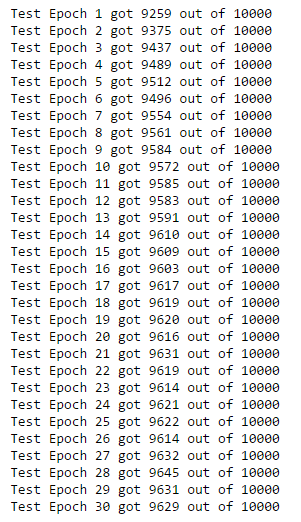 Test Epoch 1 got 9259 out of 10000
Test Epoch 2 got 9375 out of 10000
Test Epoch 3 got 9437 out of 10000
Test Epoch 4 got 9489 out of 10000
Test Epoch 5 got 9512 out of 10000
Test Epoch 6 got 9496 out of 10000
Test Epoch 7 got 9554 out of 10000
Test Epoch 8 got 9561 out of 10000
Test Epoch 9 got 9584 out of 10000
Test Epoch 10 got 9572 out of 10000
Test Epoch 11 got 9585 out of 10000
Test Epoch 12 got 9583 out of 10000
Test Epoch 13 got 9591 out of 10000
Test Epoch 14 got 9610 out of 10000
Test Epoch 15 got 9609 out of 10000
Test Epoch 16 got 9603 out of 10000
Test Epoch 17 got 9617 out of 10000
Test Epoch 18 got 9619 out of 10000
Test Epoch 19 got 9620 out of 10000
Test Epoch 20 got 9616 out of 10000
Test Epoch 21 got 9631 out of 10000
Test Epoch 22 got 9619 out of 10000
Test Epoch 23 got 9614 out of 10000
Test Epoch 24 got 9621 out of 10000
Test Epoch 25 got 9622 out of 10000
Test Epoch 26 got 9614 out of 10000
Test Epoch 27 got 9632 out of 10000
Test Epoch 28 got 9645 out of 10000
Test Epoch 29 got 9631 out of 10000
Test Epoch 30 got 9629 out of 10000